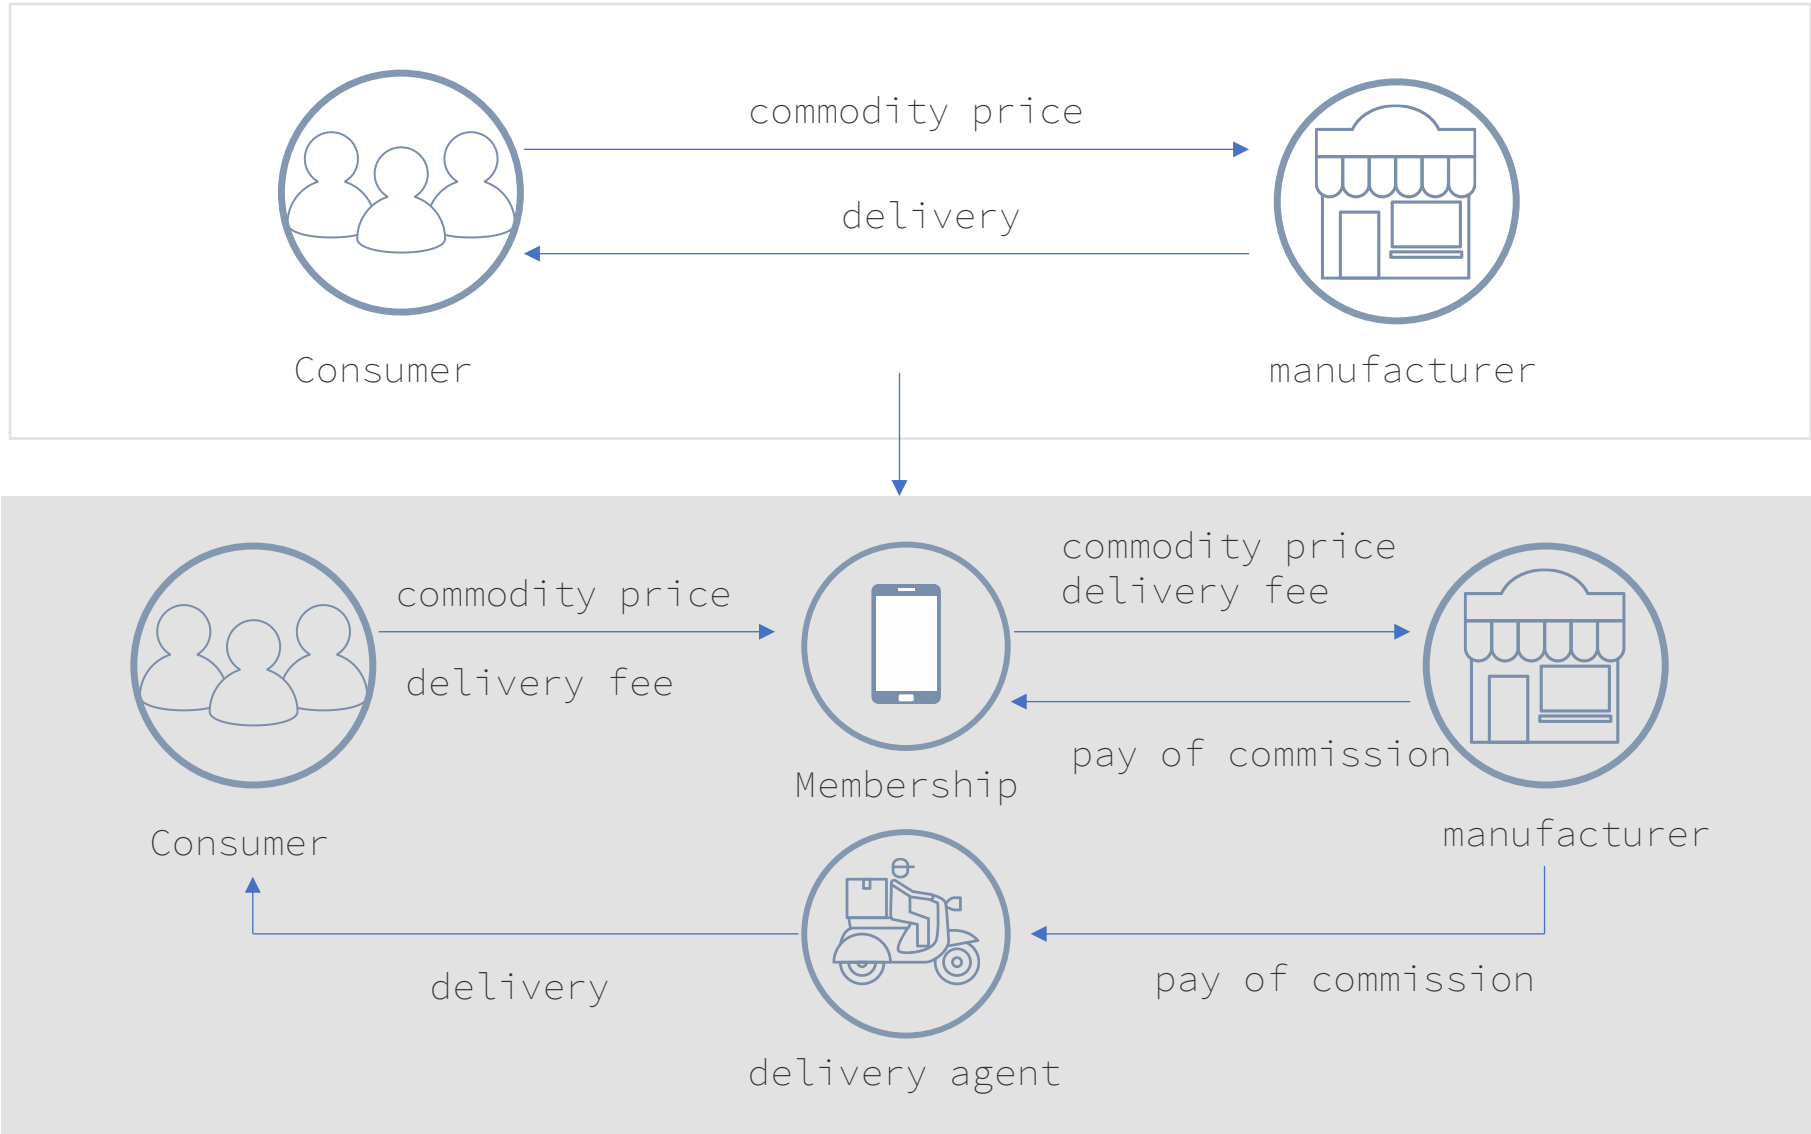 commodity price
delivery
Consumer
manufacturer
commodity price
delivery fee
commodity price
delivery fee
pay of commission
Membership
Consumer
manufacturer
delivery
pay of commission
delivery agent